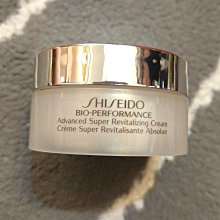 SHISEIDO
BIO-PERFORMANCE
Advanced Super Revitalizing Cream
Crème Super Revitalisante Absolue